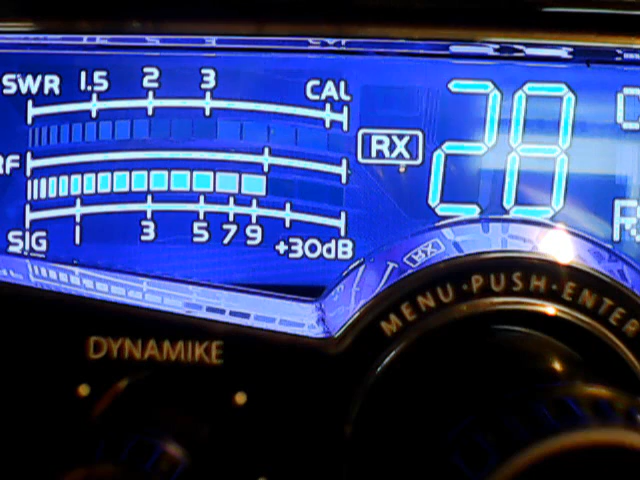 SWR 1.5 2 3 CAL
RF
RX
28
1 3 5 7 9 +30dB
SIG
RX
MENU·PUSH·ENTER
DYNAMIKE